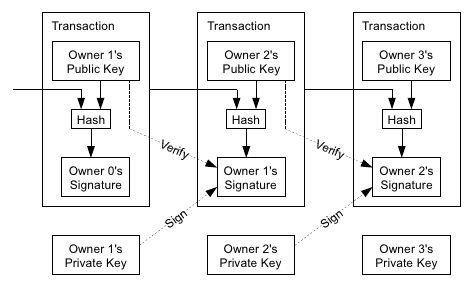 Transaction
Owner 1's
Public Key
Hash
Owner 0's
Signature
Transaction
Owner 2's
Public Key
Hash
Verify
Owner 1's
Signature
Transaction
Owner 3's
Public Key
Hash
Verify
Owner 2's
Signature
Sign
Sign
Owner 1's
Private Key
Owner 2's
Private Key
Owner 3's
Private Key